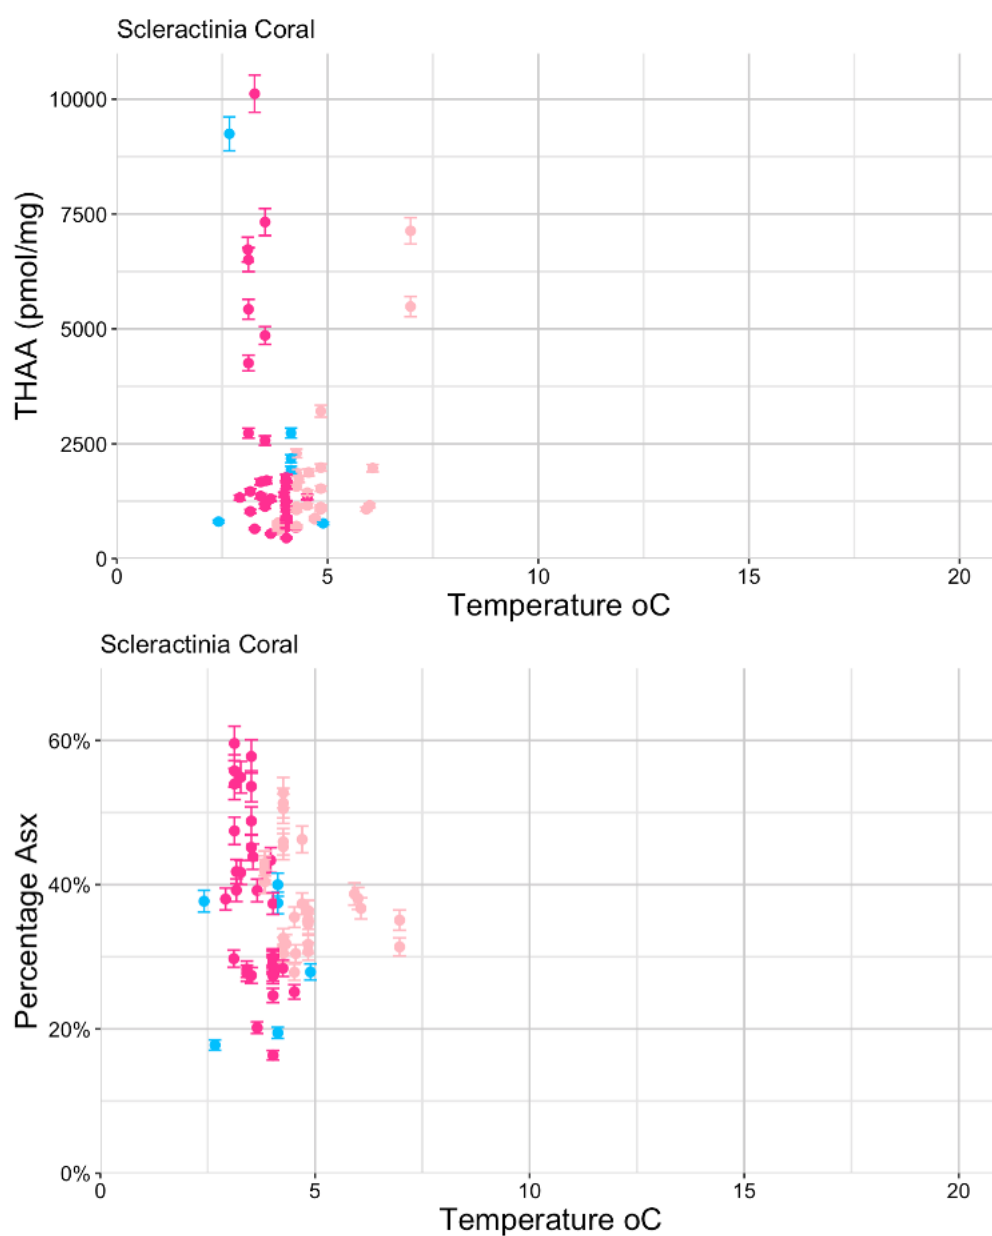 Scleractinia Coral
10000
7500
5000
2500
0
THAA (pmol/mg)
0 5 10 15 20
Temperature oC
Scleractinia Coral
60%
40%
20%
0%
Percentage Asx
0 5 10 15 20
Temperature oC